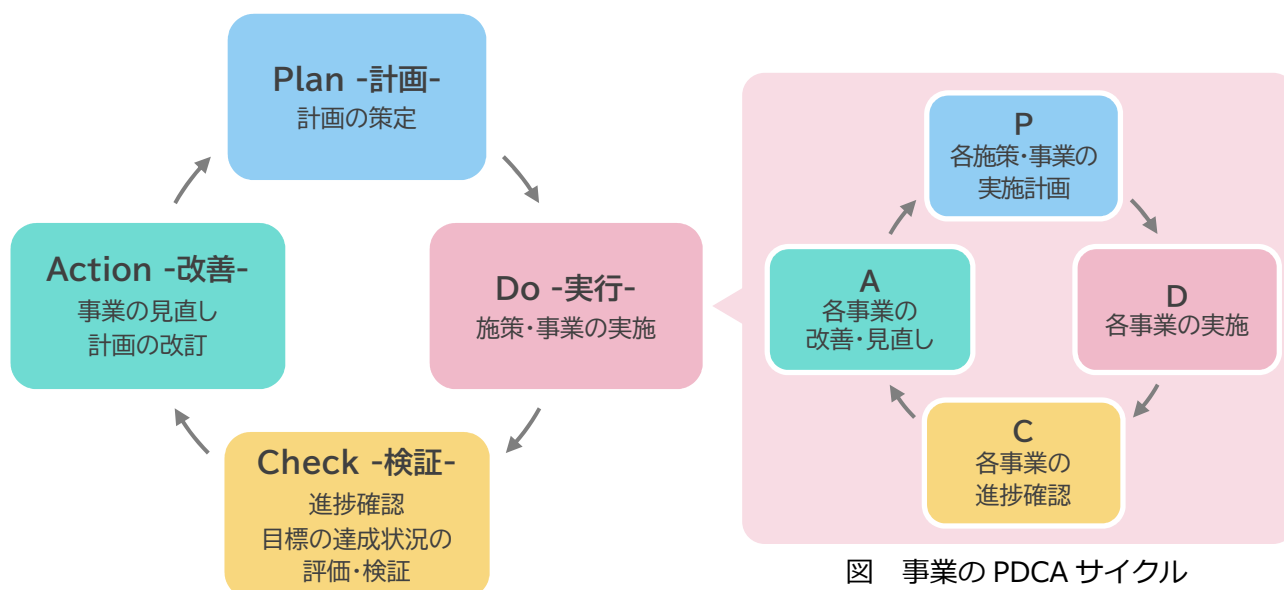 Plan -計画-
計画の策定
Do -実行-
施策・事業の実施
Check -検証-
進捗確認
目標の達成状況の
評価・検証
Action -改善-
事業の見直し
計画の改訂
P
各施策・事業の
実施計画
D
各事業の実施
C
各事業の
進捗確認
A
各事業の
改善・見直し
図　事業の PDCA サイクル